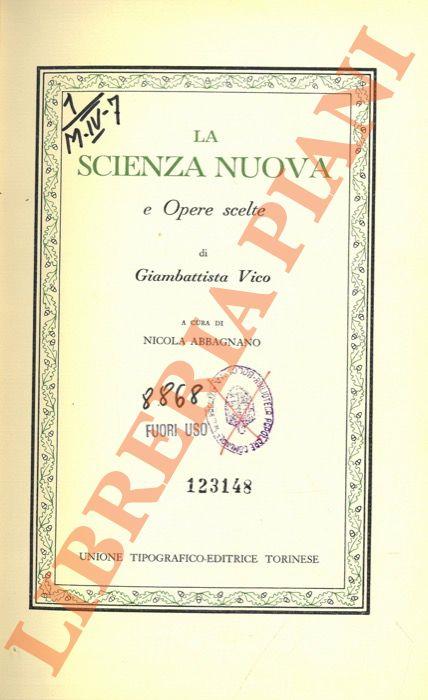 1
M-IV-7
LA
SCIENZA NUOVA
e Opere scelte
di
Giambattista Vico
A CURA DI
NICOLA ABBAGNANO
8868
FUORI USO
123148
UNIONE TIPOGRAFICO-EDITRICE TORINESE
LIBRERIA PIANI